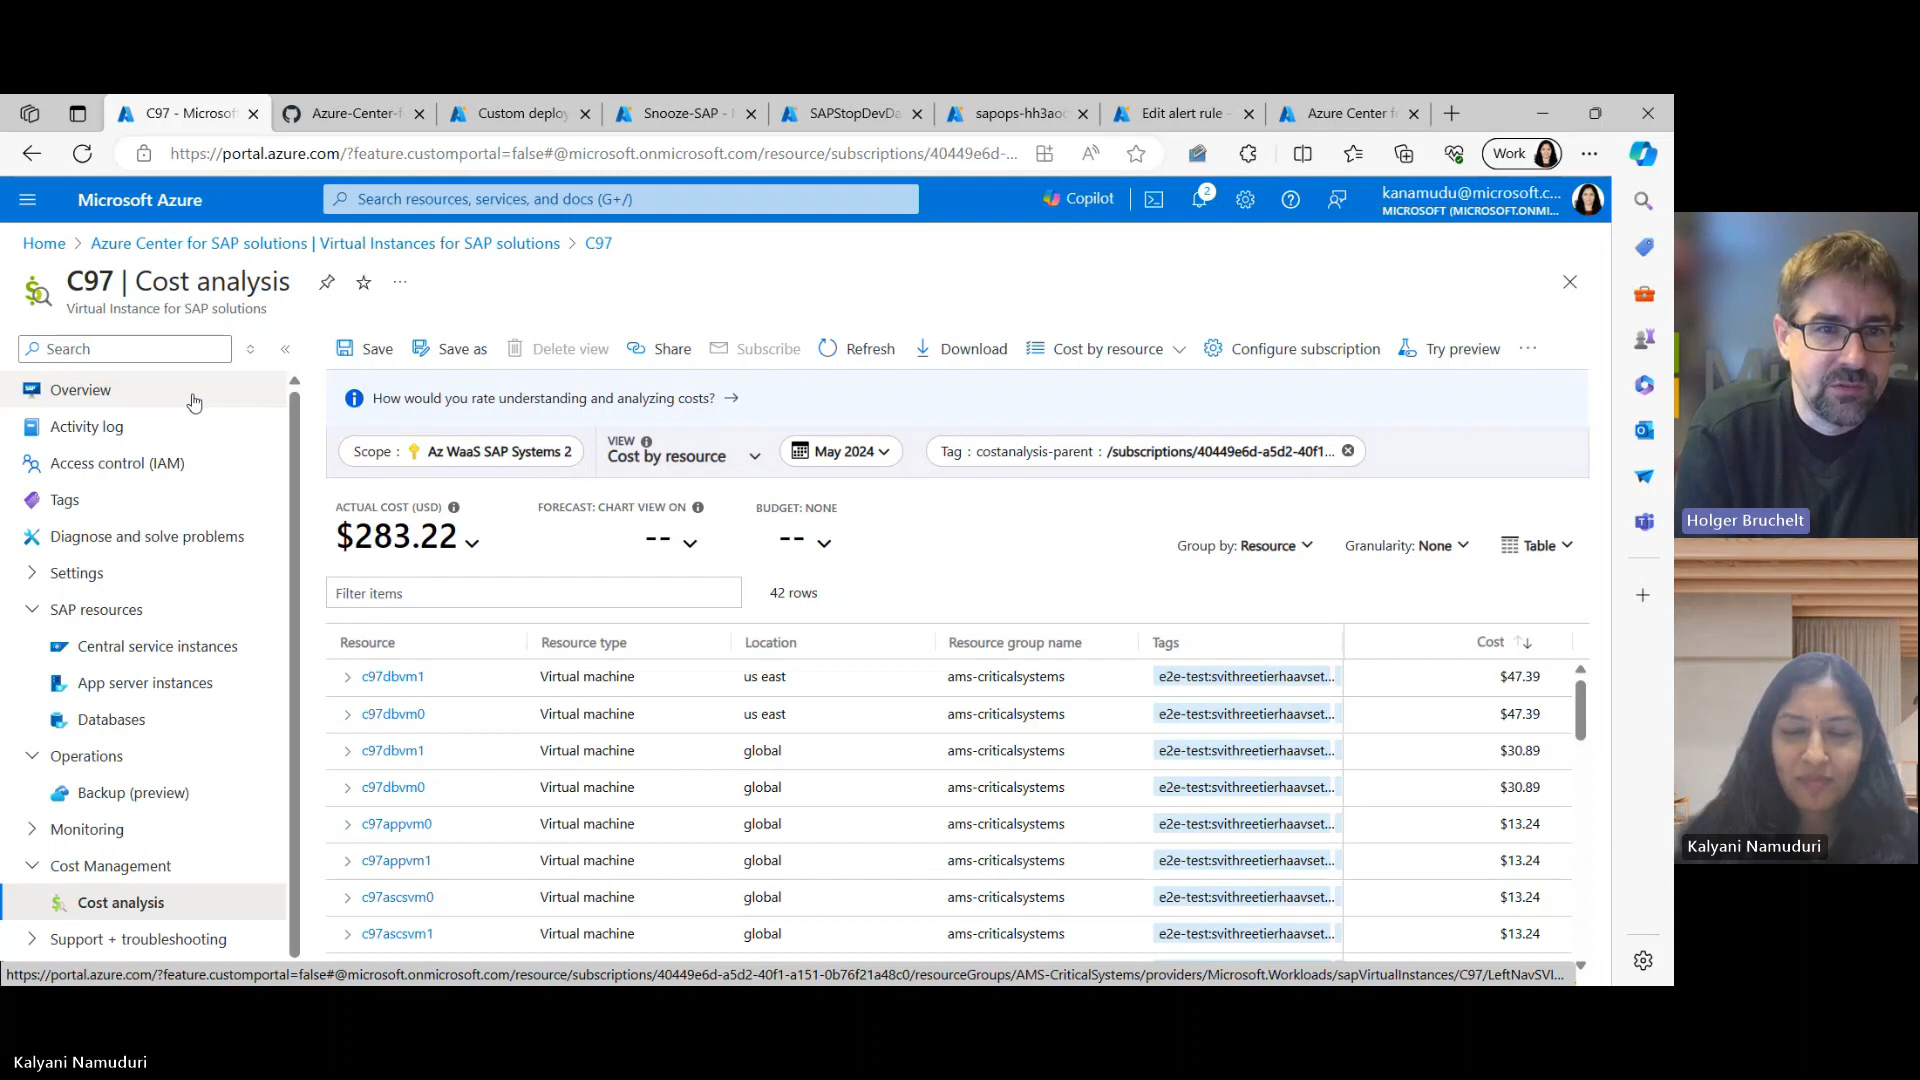 C97 - Microsof
Azure-Center-f
Custom deploy
Snooze-SAP -
SAPStopDevDa
sapops-hh3ao
Edit alert rule -
Azure Center f
https://portal.azure.com/?feature.customportal=false#@microsoft.onmicrosoft.com/resource/subscriptions/40449e6d-...
Work
Microsoft Azure
Search resources, services, and docs (G+/)
Copilot
2
kanamudu@microsoft.c...
MICROSOFT (MICROSOFT.ONMI...
Home > Azure Center for SAP solutions | Virtual Instances for SAP solutions > C97
C97 | Cost analysis
Virtual Instance for SAP solutions
Search
Overview
Activity log
Access control (IAM)
Tags
Diagnose and solve problems
Settings
SAP resources
Central service instances
App server instances
Databases
Operations
Backup (preview)
Monitoring
Cost Management
Cost analysis
Support + troubleshooting
Save
Save as
Delete view
Share
Subscribe
Refresh
Download
Cost by resource
Configure subscription
Try preview
How would you rate understanding and analyzing costs?
Scope : Az WaaS SAP Systems 2
VIEW
Cost by resource
May 2024
Tag : costanalysis-parent : /subscriptions/40449e6d-a5d2-40f1...
ACTUAL COST (USD)
$283.22
FORECAST: CHART VIEW ON
--
BUDGET: NONE
--
Group by: Resource
Granularity: None
Table
Filter items
42 rows
Resource Resource type Location Resource group name Tags Cost
c97dbvm1 Virtual machine us east ams-criticalsystems e2e-test:svithreetierhaavset... $47.39
c97dbvm0 Virtual machine us east ams-criticalsystems e2e-test:svithreetierhaavset... $47.39
c97dbvm1 Virtual machine global ams-criticalsystems e2e-test:svithreetierhaavset... $30.89
c97dbvm0 Virtual machine global ams-criticalsystems e2e-test:svithreetierhaavset... $30.89
c97appvm0 Virtual machine global ams-criticalsystems e2e-test:svithreetierhaavset... $13.24
c97appvm1 Virtual machine global ams-criticalsystems e2e-test:svithreetierhaavset... $13.24
c97ascsvm0 Virtual machine global ams-criticalsystems e2e-test:svithreetierhaavset... $13.24
c97ascsvm1 Virtual machine global ams-criticalsystems e2e-test:svithreetierhaavset... $13.24
https://portal.azure.com/?feature.customportal=false#@microsoft.onmicrosoft.com/resource/subscriptions/40449e6d-a5d2-40f1-a151-0b76f21a48c0/resourceGroups/AMS-CriticalSystems/providers/Microsoft.Workloads/sapVirtualInstances/C97/LeftNavSVI...
Holger Bruchelt
Kalyani Namuduri
Kalyani Namuduri